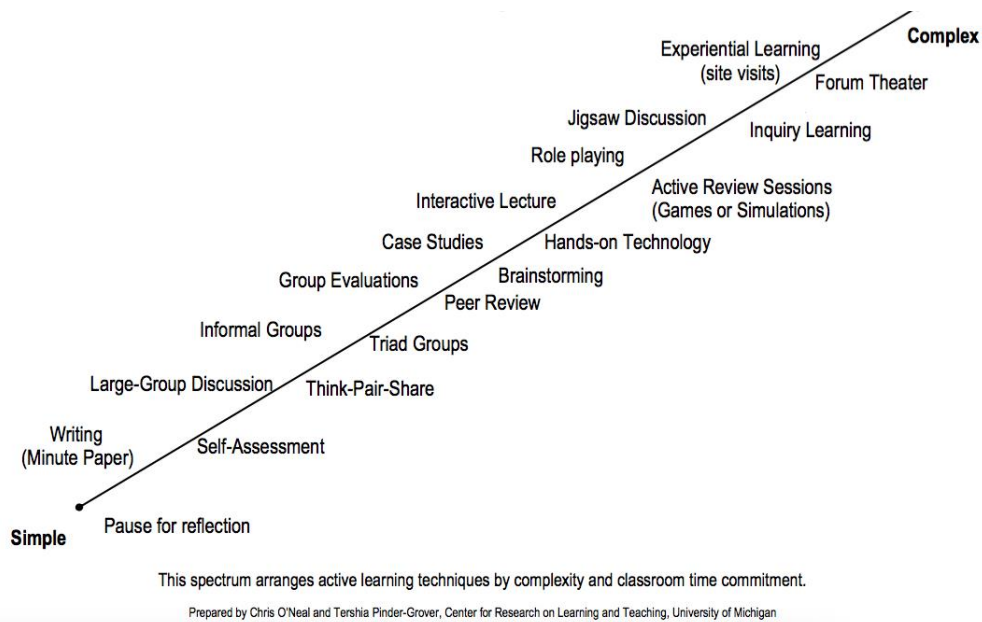 Complex
Experiential Learning
(site visits)
Forum Theater
Jigsaw Discussion
Inquiry Learning
Role playing
Active Review Sessions
(Games or Simulations)
Interactive Lecture
Case Studies
Hands-on Technology
Group Evaluations
Brainstorming
Peer Review
Informal Groups
Triad Groups
Large-Group Discussion
Think-Pair-Share
Writing
(Minute Paper)
Self-Assessment
Simple
Pause for reflection
This spectrum arranges active learning techniques by complexity and classroom time commitment.
Prepared by Chris O'Neal and Tershia Pinder-Grover, Center for Research on Learning and Teaching, University of Michigan